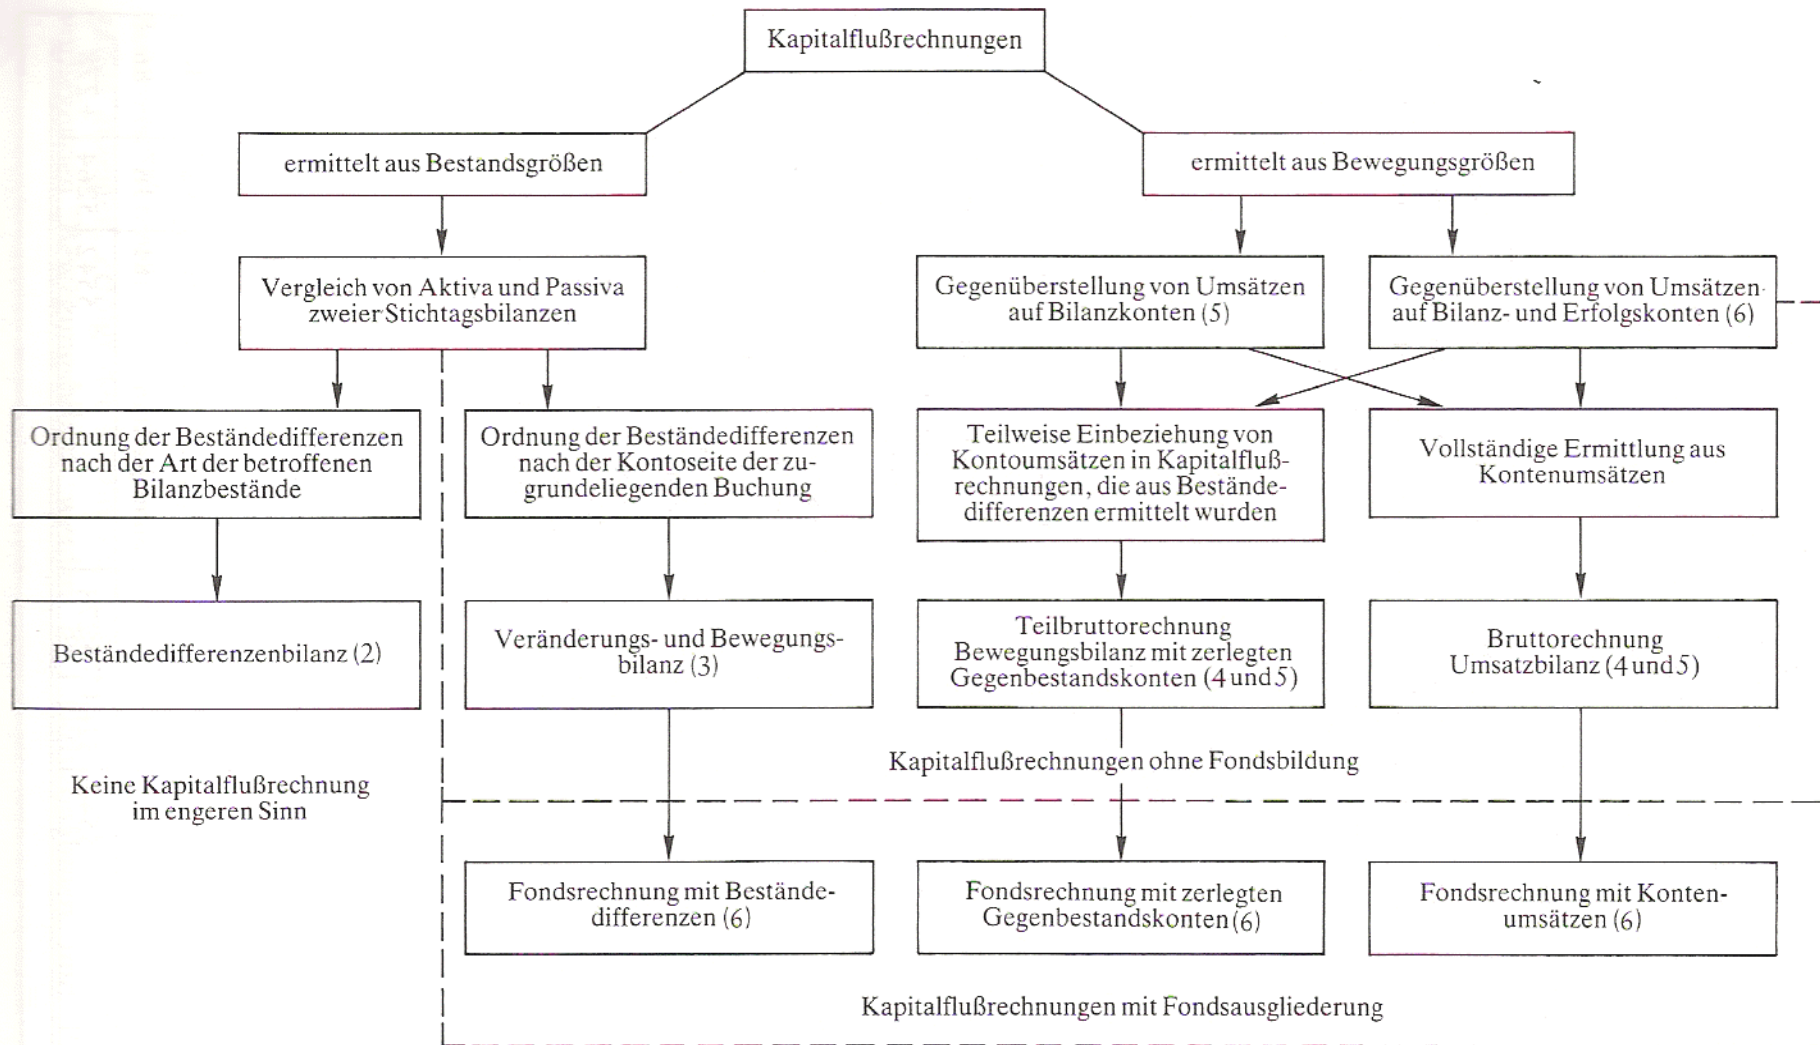 Kapitalflußrechnungen
ermittelt aus Bestandsgrößen
ermittelt aus Bewegungsgrößen
Vergleich von Aktiva und Passiva
zweier Stichtagsbilanzen
Gegenüberstellung von Umsätzen
auf Bilanzkonten (5)
Gegenüberstellung von Umsätzen
auf Bilanz- und Erfolgskonten (6)
Ordnung der Beständedifferenzen
nach der Art der betroffenen
Bilanzbestände
Ordnung der Beständedifferenzen
nach der Kontoseite der zu-
grundeliegenden Buchung
Teilweise Einbeziehung von
Kontoumsätzen in Kapitalfluß-
rechnungen, die aus Bestände-
differenzen ermittelt wurden
Vollständige Ermittlung aus
Kontenumsätzen
Beständedifferenzenbilanz (2)
Veränderungs- und Bewegungs-
bilanz (3)
Teilbruttorechnung
Bewegungsbilanz mit zerlegten
Gegenbestandskonten (4 und 5)
Bruttorechnung
Umsatzbilanz (4 und 5)
Keine Kapitalflußrechnung
im engeren Sinn
Kapitalflußrechnungen ohne Fondsbildung
Fondsrechnung mit Bestände-
differenzen (6)
Fondsrechnung mit zerlegten
Gegenbestandskonten (6)
Fondsrechnung mit Konten-
umsätzen (6)
Kapitalflußrechnungen mit Fondsausgliederung